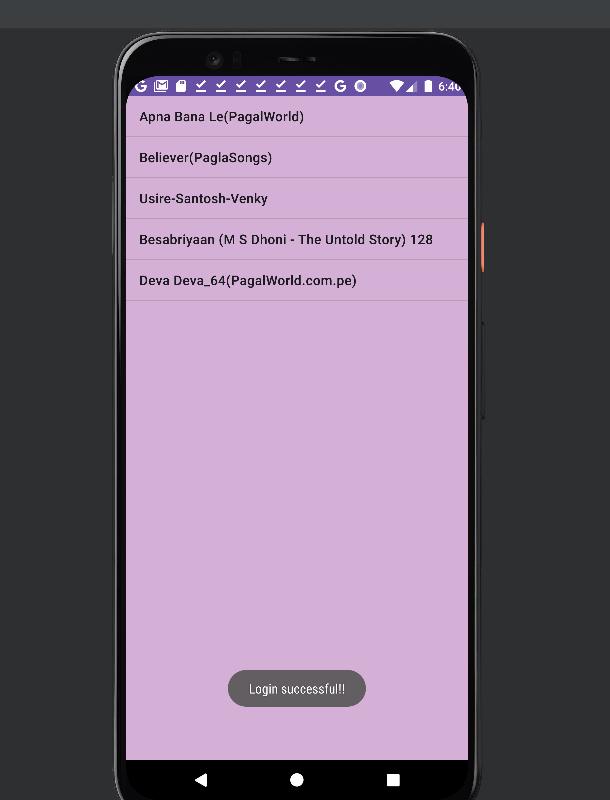 6:40
Apna Bana Le(PagalWorld)
Believer(PaglaSongs)
Usire-Santosh-Venky
Besabriyaan (M S Dhoni - The Untold Story) 128
Deva Deva_64(PagalWorld.com.pe)
Login successful!!